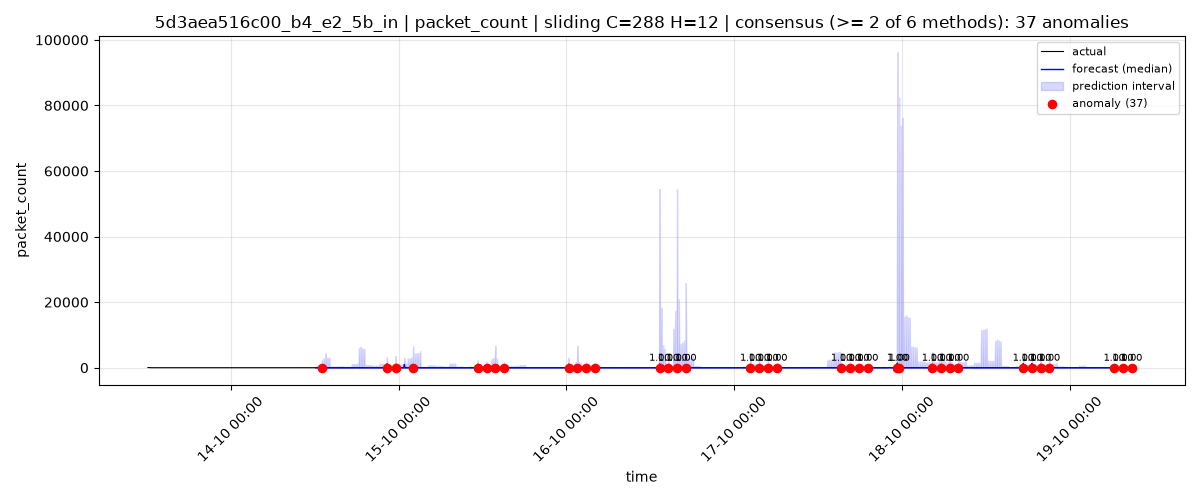 5d3aea516c00_b4_e2_5b_in | packet_count | sliding C=288 H=12 | consensus (>= 2 of 6 methods): 37 anomalies
100000
80000
60000
40000
20000
0
packet_count
actual
forecast (median)
prediction interval
anomaly (37)
14-10 00:00
15-10 00:00
16-10 00:00
17-10 00:00
18-10 00:00
19-10 00:00
time